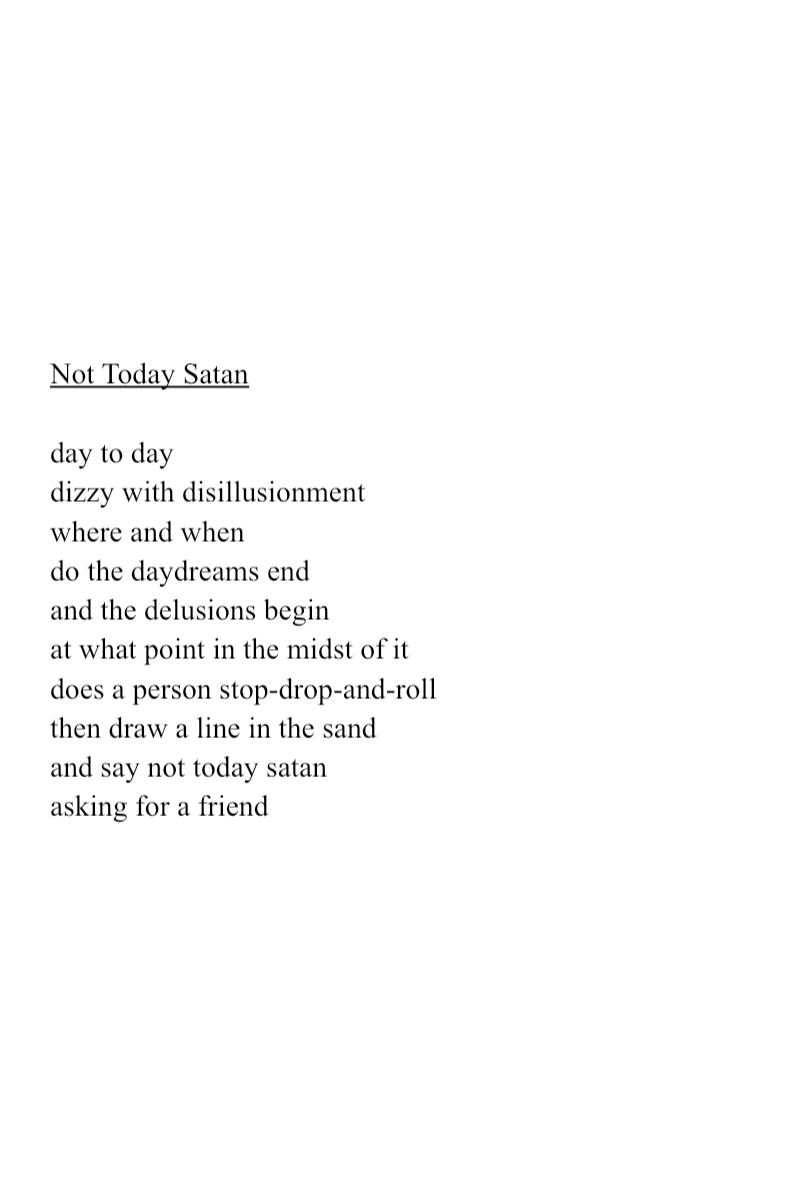 Not Today Satan
day to day
dizzy with disillusionment
where and when
do the daydreams end
and the delusions begin
at what point in the midst of it
does a person stop-drop-and-roll
then draw a line in the sand
and say not today satan
asking for a friend